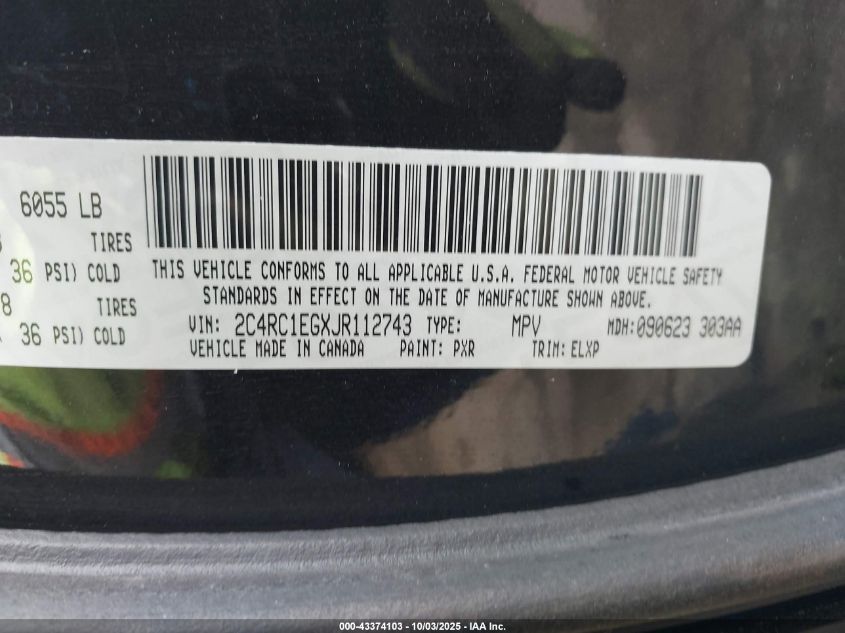 6055 LB
TIRES
36 PSI) COLD
8 TIRES
36 PSI) COLD
THIS VEHICLE CONFORMS TO ALL APPLICABLE U.S.A. FEDERAL MOTOR VEHICLE SAFETY
STANDARDS IN EFFECT ON THE DATE OF MANUFACTURE SHOWN ABOVE.
VIN: 2C4RC1EGXJR112743 TYPE: MPV MDH:090623 303AA
VEHICLE MADE IN CANADA PAINT: PXR TRIM: ELXP
000-43374103 - 10/03/2025 - IAA Inc.